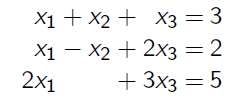 x₁ + x₂ + x₃ = 3
x₁ − x₂ + 2x₃ = 2
2x₁ + 3x₃ = 5